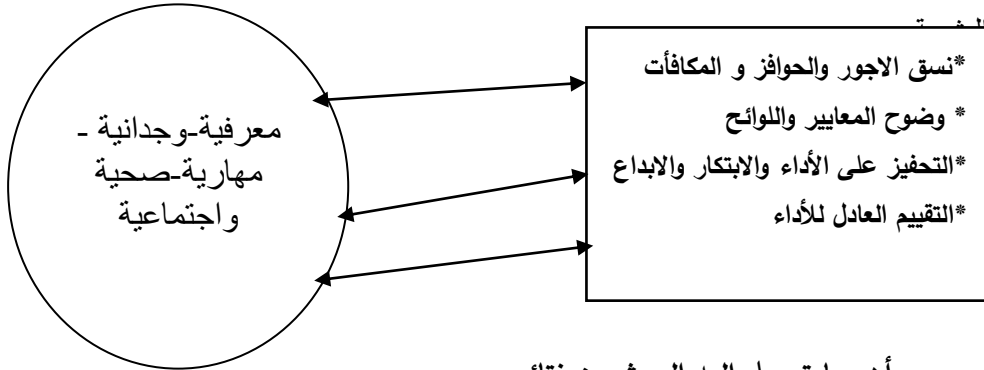 *نسق الاجور والحوافز و المكافأت
* وضوح المعايير واللوائح
*التحفيز على الأداء والابتكار والابداع
*التقييم العادل للأداء
معرفية-وجدانية -
مهارية-صحية
واجتماعية